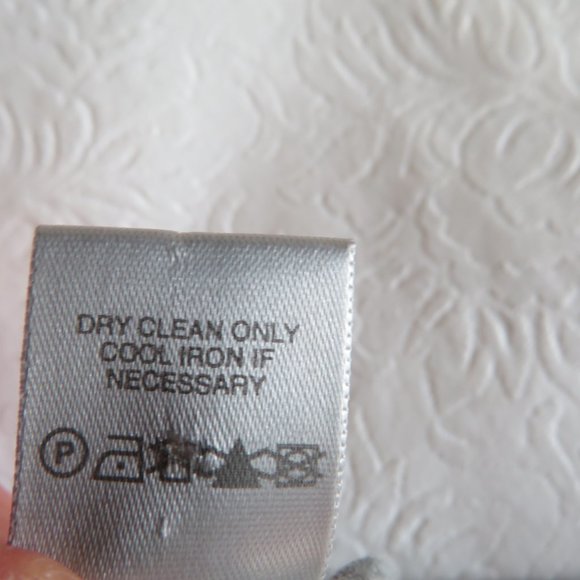 DRY CLEAN ONLY
COOL IRON IF
NECESSARY
P